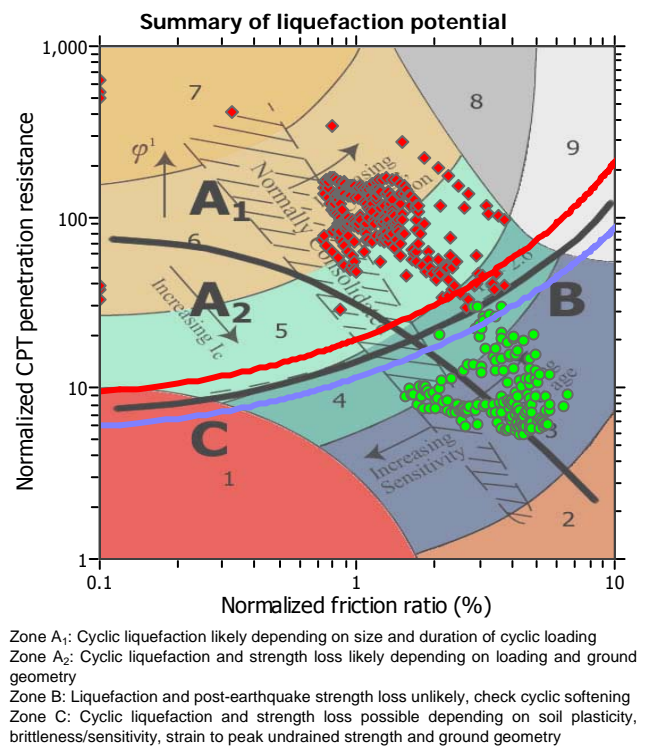 Summary of liquefaction potential
1,000
7
8
9
φ¹
A₁
100
6
A₂
Increasing Ic
Normally Consolidated
Increasing
2.6
B
5
10
4
C
age
Increasing
Sensitivity
3
1
2
1
0.1
1
10
Normalized CPT penetration resistance
Normalized friction ratio (%)
Zone A₁: Cyclic liquefaction likely depending on size and duration of cyclic loading
Zone A₂: Cyclic liquefaction and strength loss likely depending on loading and ground
geometry
Zone B: Liquefaction and post-earthquake strength loss unlikely, check cyclic softening
Zone C: Cyclic liquefaction and strength loss possible depending on soil plasticity,
brittleness/sensitivity, strain to peak undrained strength and ground geometry